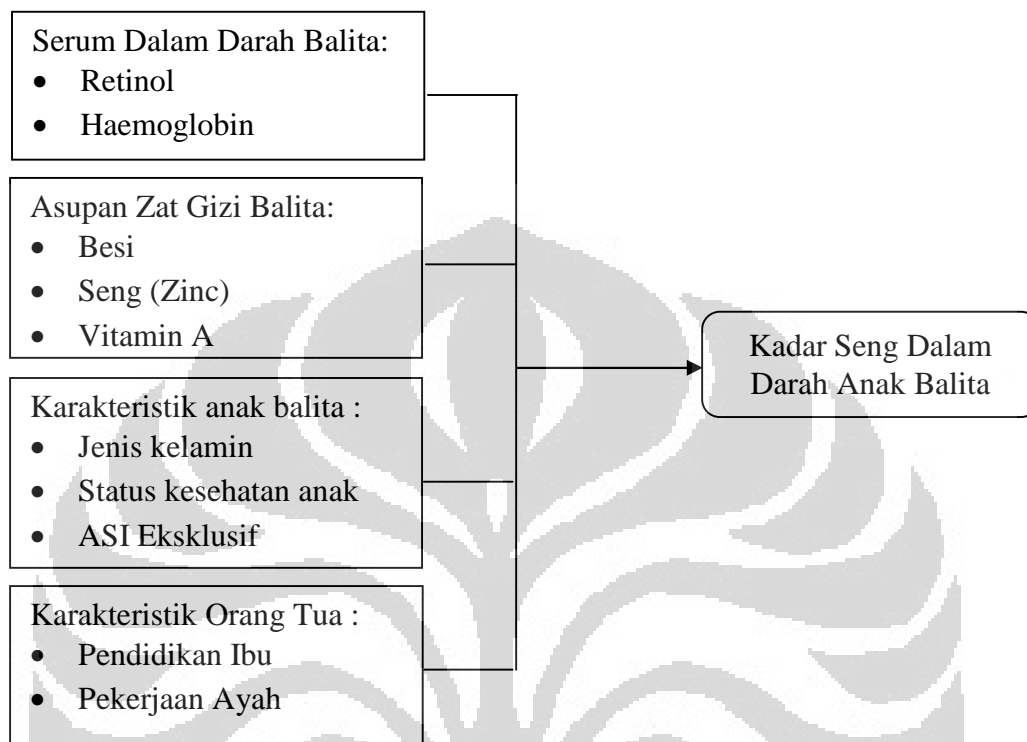 Serum Dalam Darah Balita:
• Retinol
• Haemoglobin
Asupan Zat Gizi Balita:
• Besi
• Seng (Zinc)
• Vitamin A
Karakteristik anak balita :
• Jenis kelamin
• Status kesehatan anak
• ASI Eksklusif
Karakteristik Orang Tua :
• Pendidikan Ibu
• Pekerjaan Ayah
Kadar Seng Dalam
Darah Anak Balita